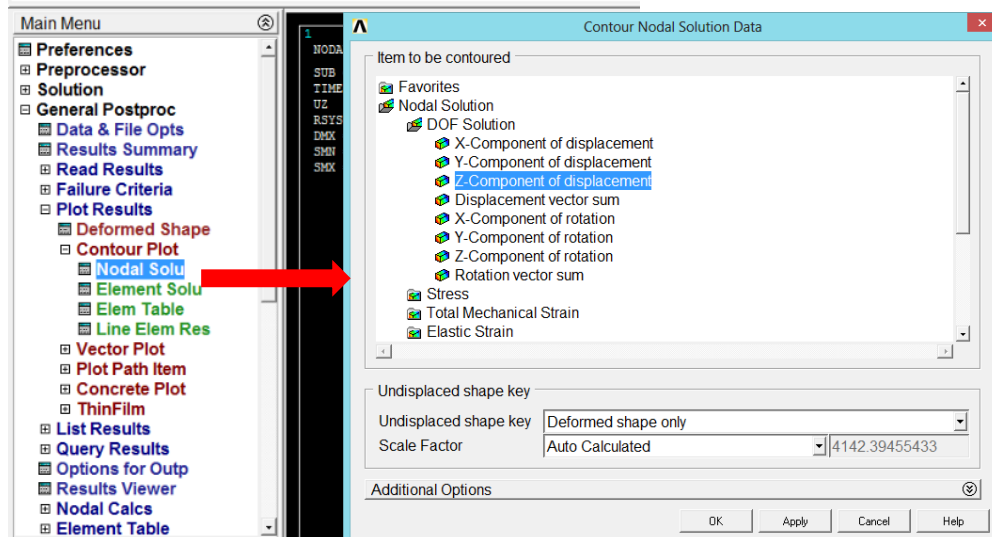 Main Menu
Preferences
Preprocessor
Solution
General Postproc
Data & File Opts
Results Summary
Read Results
Failure Criteria
Plot Results
Deformed Shape
Contour Plot
Nodal Solu
Element Solu
Elem Table
Line Elem Res
Vector Plot
Plot Path Item
Concrete Plot
ThinFilm
List Results
Query Results
Options for Outp
Results Viewer
Nodal Calcs
Element Table
1
NODA
SUB
TIME
UZ
RSYS
DMX
SMN
SMX
Contour Nodal Solution Data
Item to be contoured
Favorites
Nodal Solution
DOF Solution
X-Component of displacement
Y-Component of displacement
Z-Component of displacement
Displacement vector sum
X-Component of rotation
Y-Component of rotation
Z-Component of rotation
Rotation vector sum
Stress
Total Mechanical Strain
Elastic Strain
Undisplaced shape key
Undisplaced shape key Deformed shape only
Scale Factor Auto Calculated 4142.39455433
Additional Options
OK Apply Cancel Help